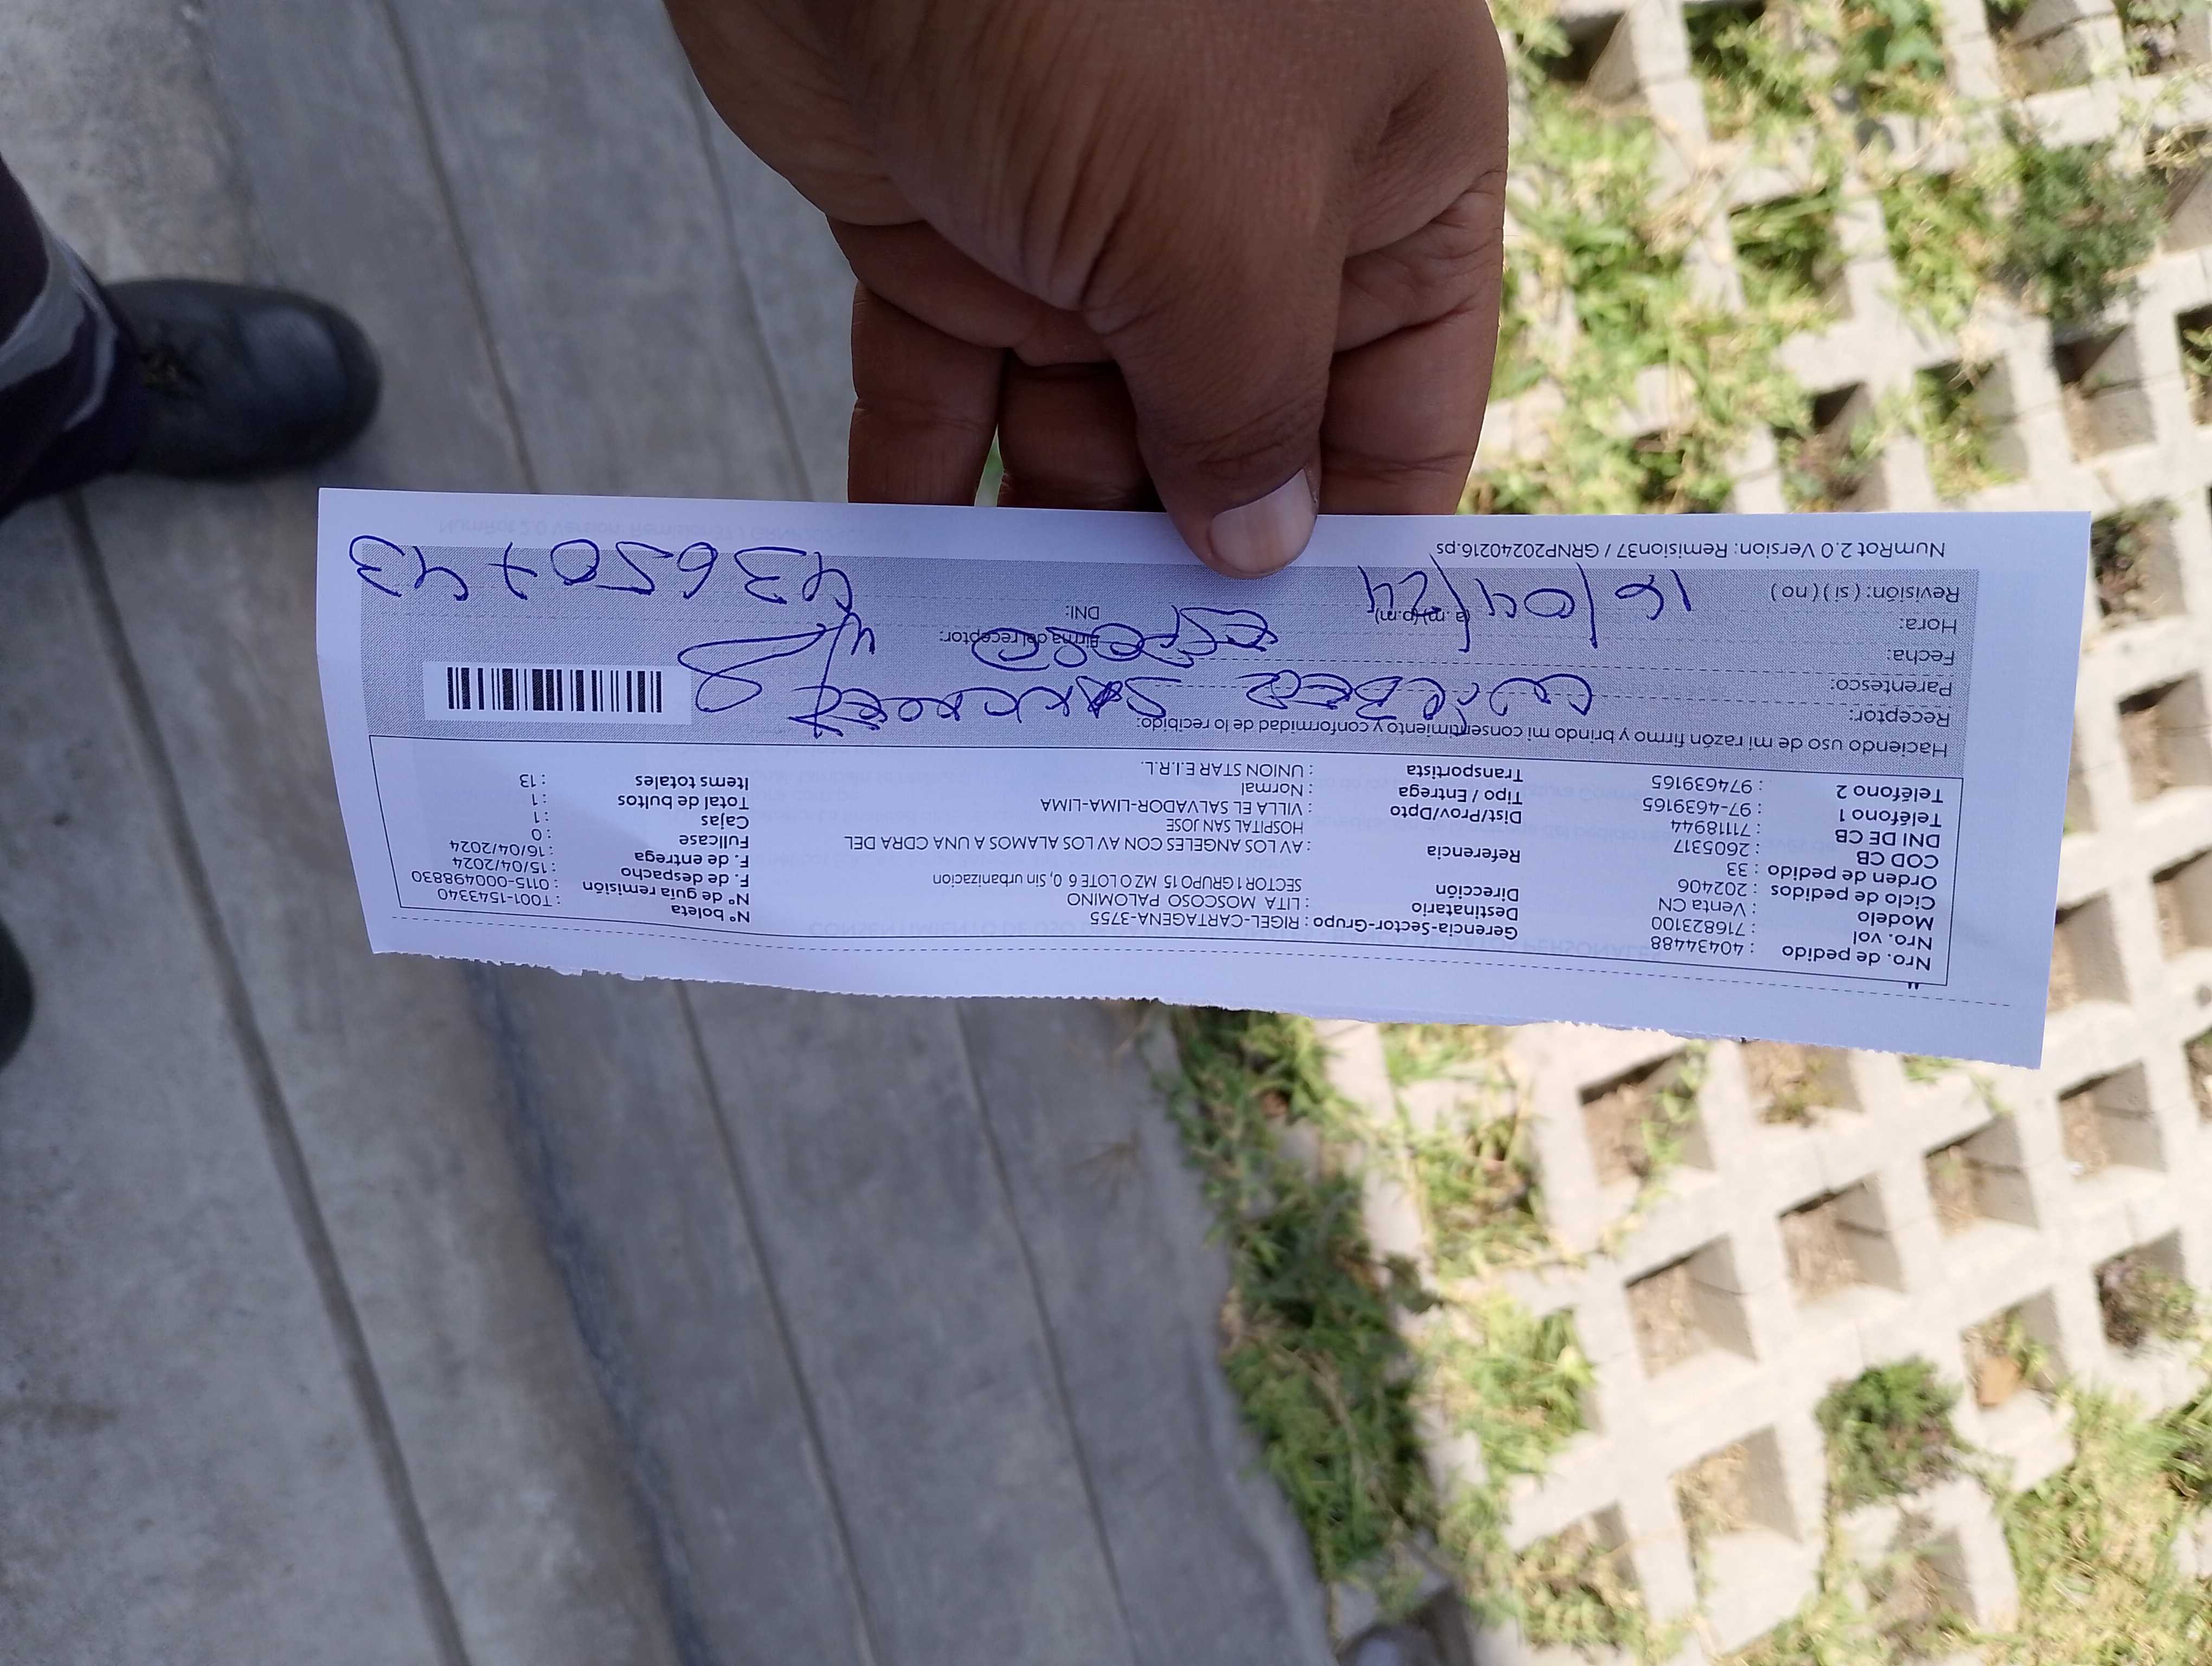 Nro. de pedido : 40434488
Nro. vol : 716823100
Modelo : Venta CN
Ciclo de pedidos : 202406
Orden de pedido : 33
COD CB : 2605317
DNI DE CB : 71118944
Teléfono 1 : 97-4639165
Teléfono 2 : 974639165
Gerencia-Sector-Grupo : RIGEL-CARTAGENA-3755
Destinatario : LITA MOSCOSO PALOMINO
Dirección SECTOR 1 GRUPO 15 MZ O LOTE 6 0, Sin urbanizacion
Referencia : AV LOS ANGELES CON AV LOS ALAMOS A UNA CDRA DEL
HOSPITAL SAN JOSE
Dist/Prov/Dpto : VILLA EL SALVADOR-LIMA-LIMA
Tipo / Entrega : Normal
Transportista : UNION STAR E.I.R.L.
N° boleta : T001-1543340
N° de guía remisión : 0115-000498830
F. de despacho : 15/04/2024
F. de entrega : 16/04/2024
Fullcase : 0
Cajas : 1
Total de bultos : 1
Items totales : 13
Haciendo uso de mi razón firmo y brindo mi consentimiento y conformidad de lo recibido:
Receptor:
Parentesco:
Fecha:
Hora: (a.m) (p.m)
Revisión: ( si ) ( no )
16/04/24
Firma del receptor:
DNI:
43650743
NumRot 2.0 Version: Remision37 / GRNP20240216.ps